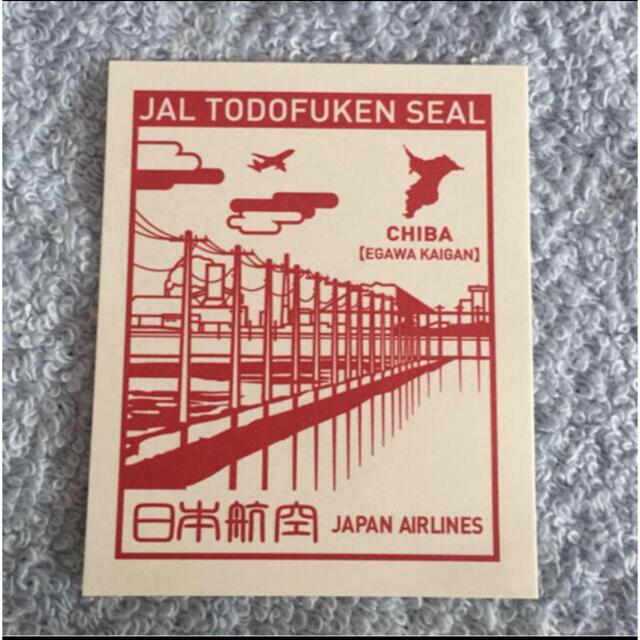 JAL TODOFUKEN SEAL
CHIBA
【EGAWA KAIGAN】
日本航空 JAPAN AIRLINES